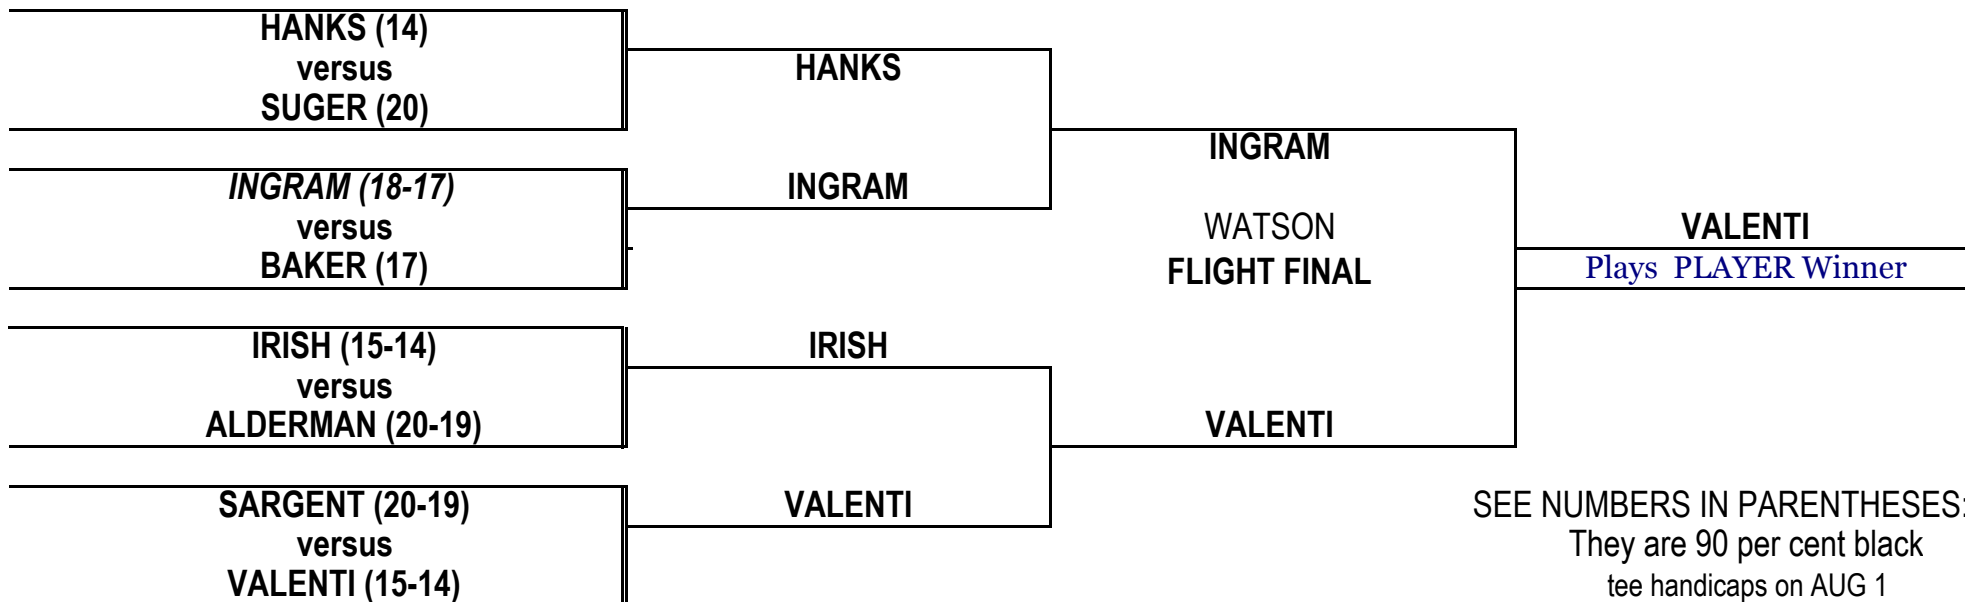 HANKS (14)
versus
SUGER (20)
HANKS
INGRAM (18-17)
versus
BAKER (17)
INGRAM
INGRAM
WATSON
FLIGHT FINAL
VALENTI
Plays PLAYER Winner
IRISH (15-14)
versus
ALDERMAN (20-19)
IRISH
VALENTI
SARGENT (20-19)
versus
VALENTI (15-14)
VALENTI
SEE NUMBERS IN PARENTHESES:
They are 90 per cent black
tee handicaps on AUG 1